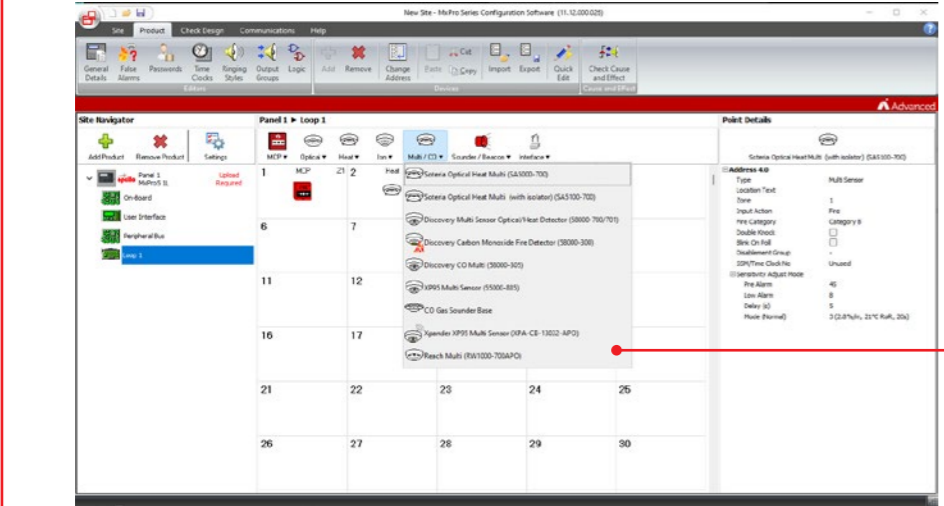 New Site - MxPro Series Configuration Software (11.12.000.026)
Site Product Check Design Communications Help
General Details
False Alarms
Passwords
Time Clocks
Ringing Styles
Output Groups
Logic
Add
Remove
Change Address
Paste
Cut
Copy
Import
Export
Quick Edit
Check Cause and Effect
Editors
Devices
Cause and Effect
Advanced
Site Navigator
Panel 1 ► Loop 1
Point Details
Add Product Remove Product Settings
MCP Optical Heat Ion Multi / CO Sounder / Beacon Interface
Soteria Optical Heat Multi (with isolator) (SA5100-700)
apollo
Panel 1
MxPro5 1L
Upload Required
On-Board
User Interface
Peripheral Bus
Loop 1
1 MCP 21 2 Heat
6 7
11 12
16 17
21 22 23 24 25
26 27 28 29 30
Soteria Optical Heat Multi (SA5000-700)
Soteria Optical Heat Multi (with isolator) (SA5100-700)
Discovery Multi Sensor Optical/Heat Detector (58000-700/701)
Discovery Carbon Monoxide Fire Detector (58000-300)
Discovery CO Multi (58000-305)
XP95 Multi Sensor (55000-885)
CO Gas Sounder Base
Xpander XP95 Multi Sensor (XPA-CB-13032-APO)
Reach Multi (RW1000-700APO)
Address 4.0
Type Multi Sensor
Location Text
Zone 1
Input Action Fire
Fire Category Category 6
Double Knock
Blink On Poll
Disablement Group -
SSM/Time Clock No Unused
Sensitivity Adjust Mode
Pre Alarm 45
Low Alarm 8
Delay (s) 5
Mode (Normal)